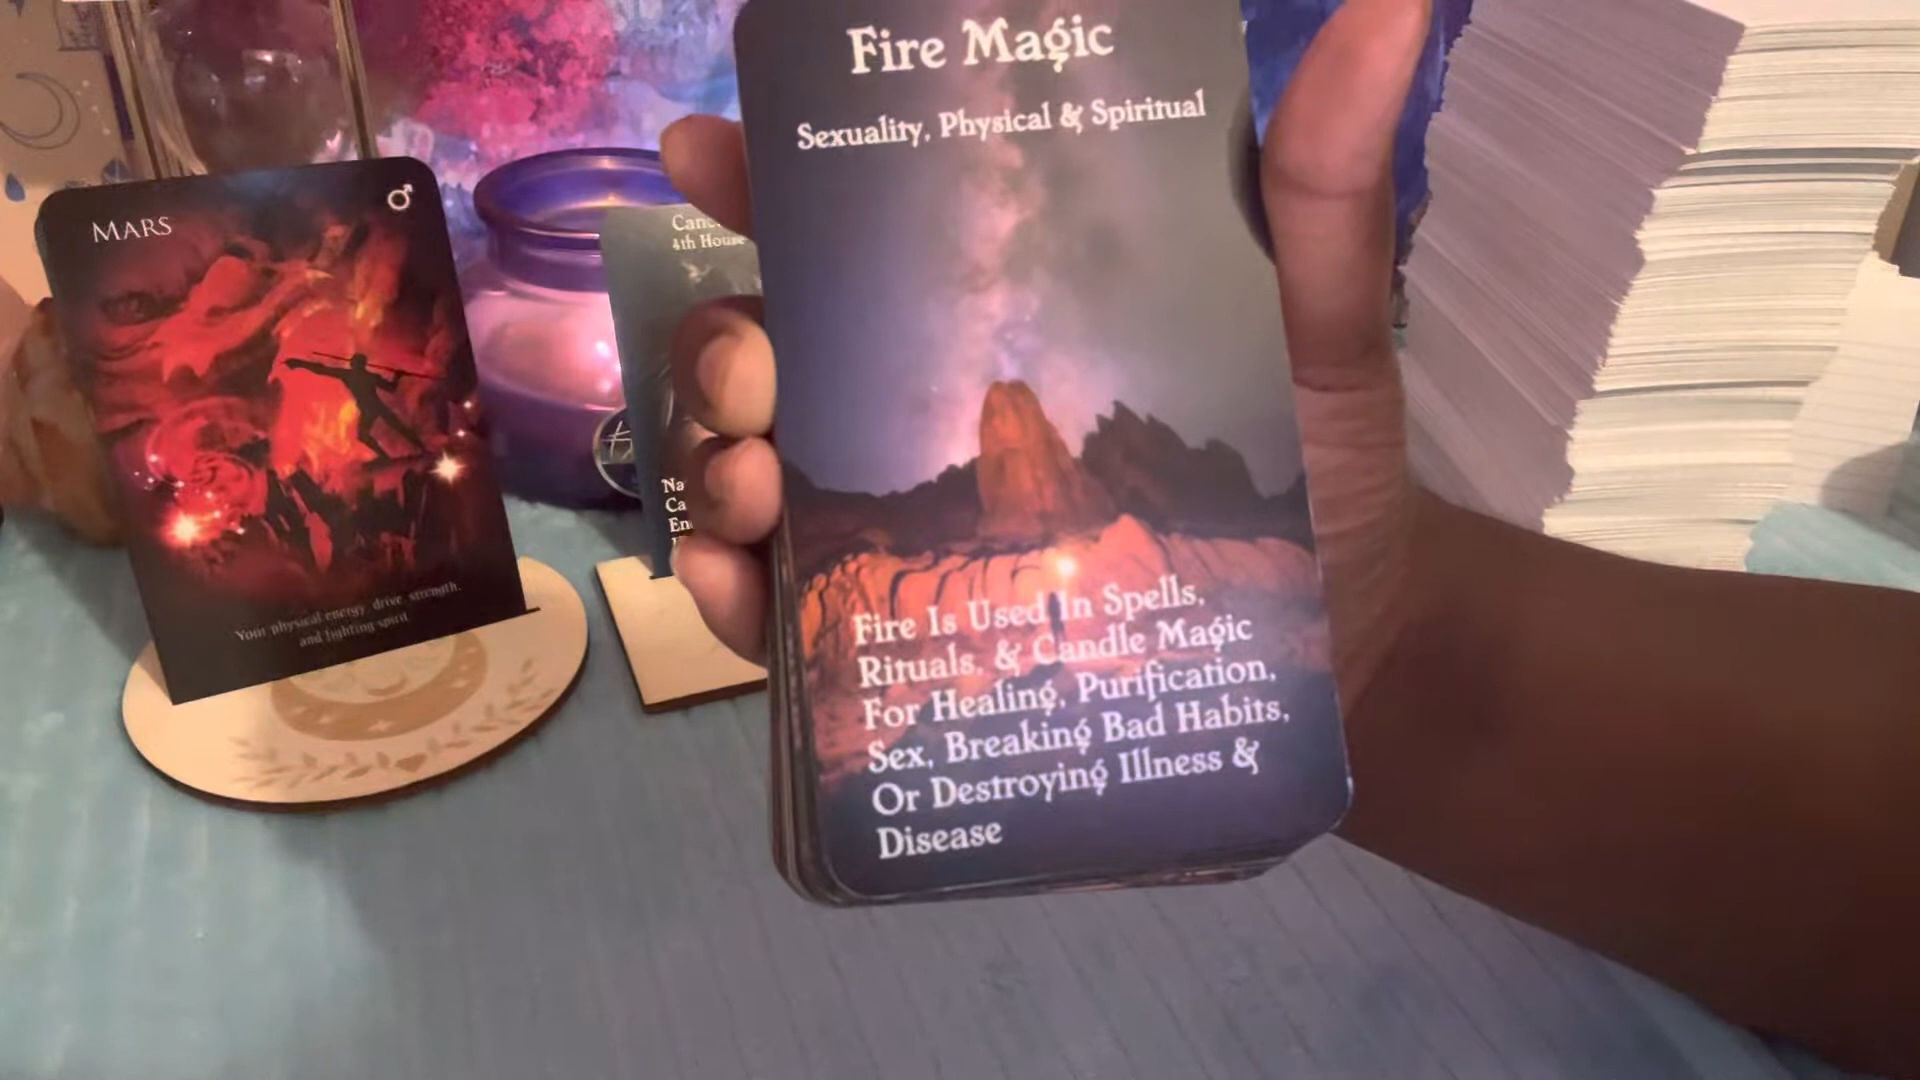 Fire Magic
Sexuality, Physical & Spiritual
Fire Is Used In Spells,
Rituals, & Candle Magic
For Healing, Purification,
Sex, Breaking Bad Habits,
Or Destroying Illness &
Disease
MARS
Your physical energy, drive, strength,
and fighting spirit
4th House